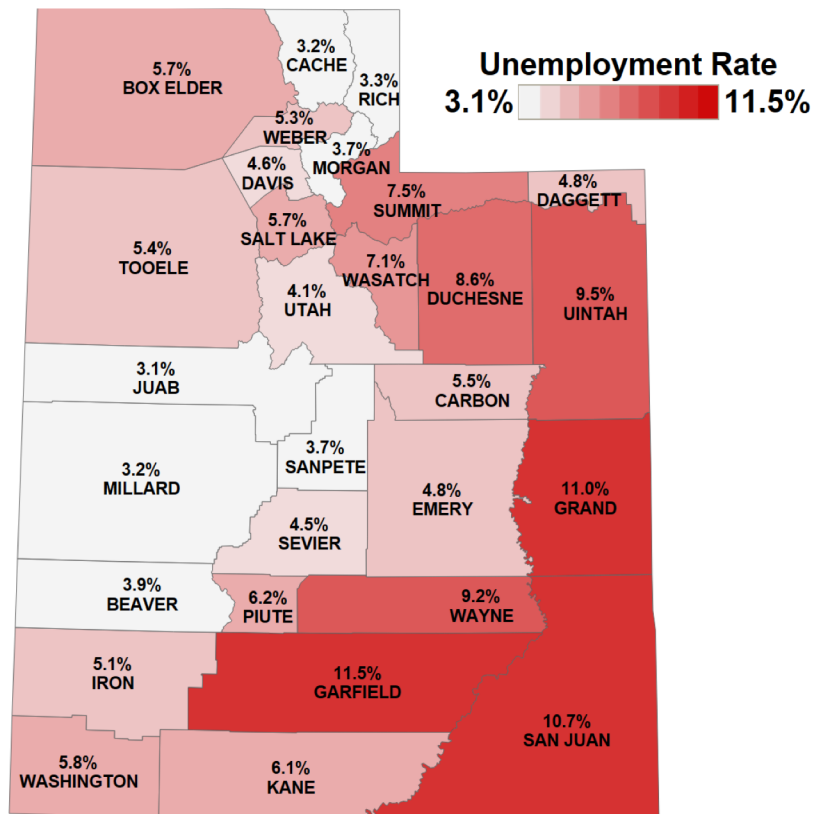 Unemployment Rate
3.1%
11.5%
5.7%
BOX ELDER
3.2%
CACHE
3.3%
RICH
5.3%
WEBER
3.7%
MORGAN
4.6%
DAVIS
7.5%
SUMMIT
4.8%
DAGGETT
5.4%
TOOELE
5.7%
SALT LAKE
7.1%
WASATCH
8.6%
DUCHESNE
9.5%
UINTAH
4.1%
UTAH
3.1%
JUAB
5.5%
CARBON
3.7%
SANPETE
3.2%
MILLARD
4.8%
EMERY
11.0%
GRAND
4.5%
SEVIER
3.9%
BEAVER
6.2%
PIUTE
9.2%
WAYNE
5.1%
IRON
11.5%
GARFIELD
10.7%
SAN JUAN
5.8%
WASHINGTON
6.1%
KANE